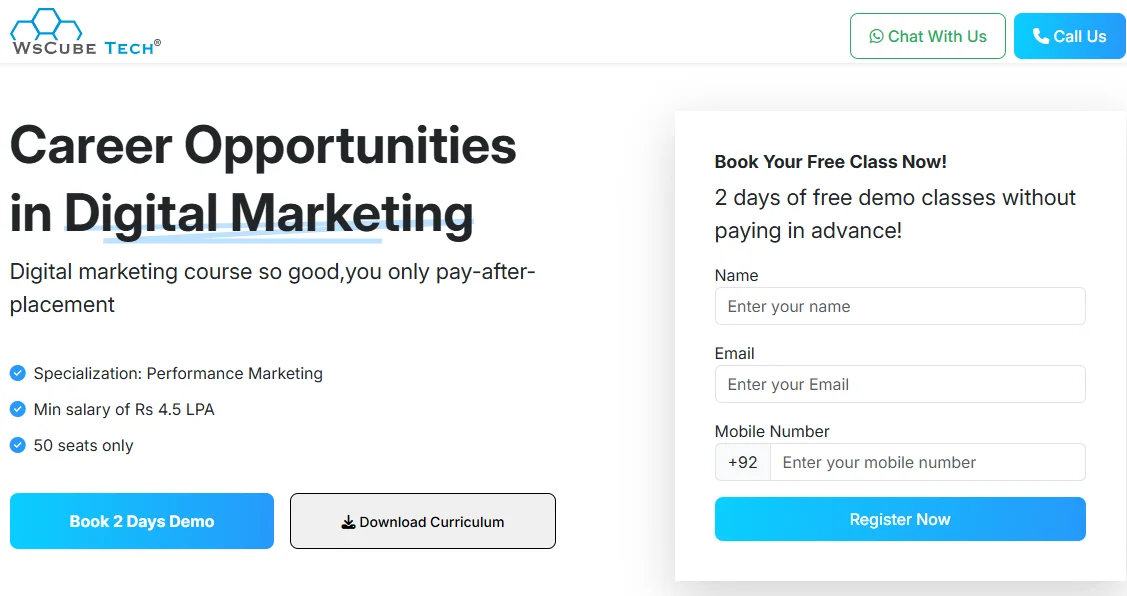 WsCube Tech®
Chat With Us
Call Us
Career Opportunities
in Digital Marketing
Digital marketing course so good,you only pay-after-
placement
Specialization: Performance Marketing
Min salary of Rs 4.5 LPA
50 seats only
Book 2 Days Demo
Download Curriculum
Book Your Free Class Now!
2 days of free demo classes without
paying in advance!
Name
Enter your name
Email
Enter your Email
Mobile Number
+92 Enter your mobile number
Register Now